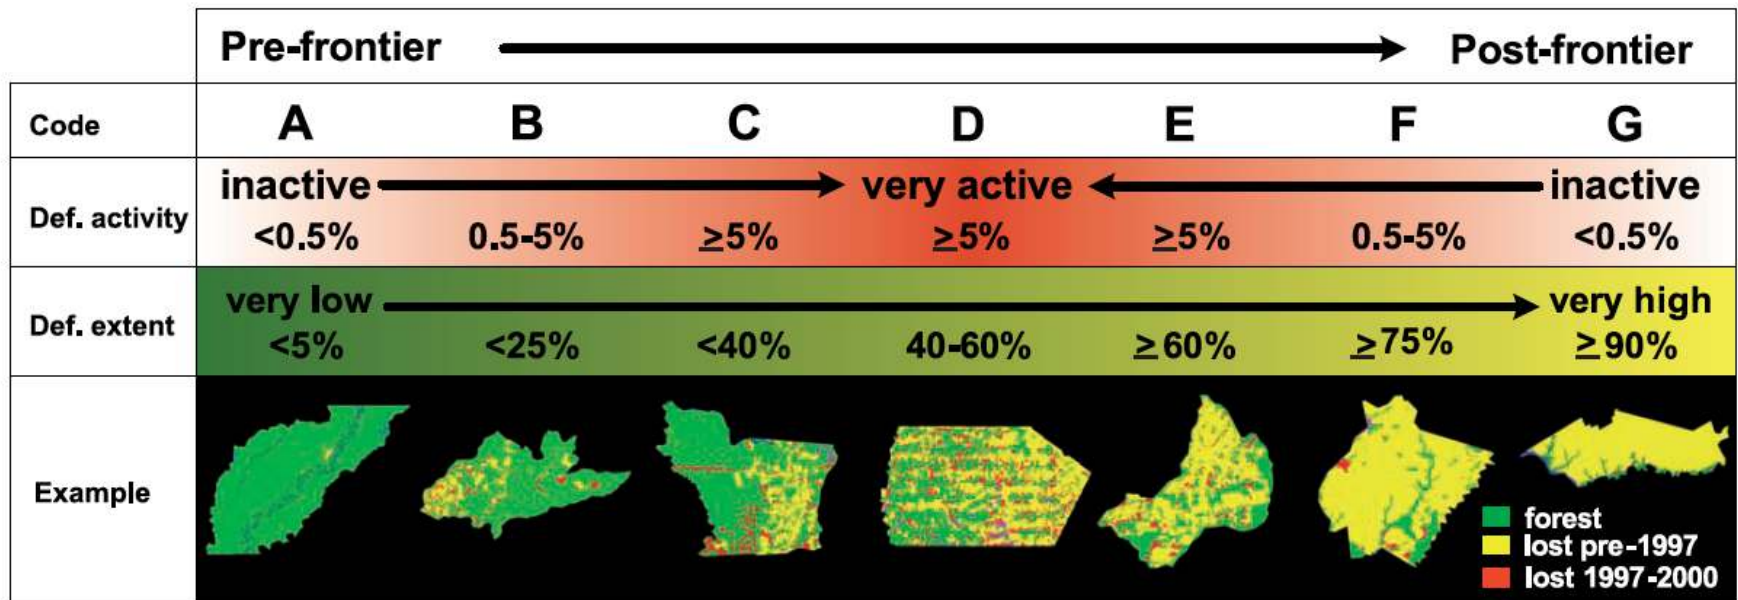 Pre-frontier Post-frontier
Code A B C D E F G
inactive very active inactive
Def. activity
<0.5% 0.5-5% ≥5% ≥5% ≥5% 0.5-5% <0.5%
very low very high
Def. extent
<5% <25% <40% 40-60% ≥60% ≥75% ≥90%
Example
forest
lost pre-1997
lost 1997-2000